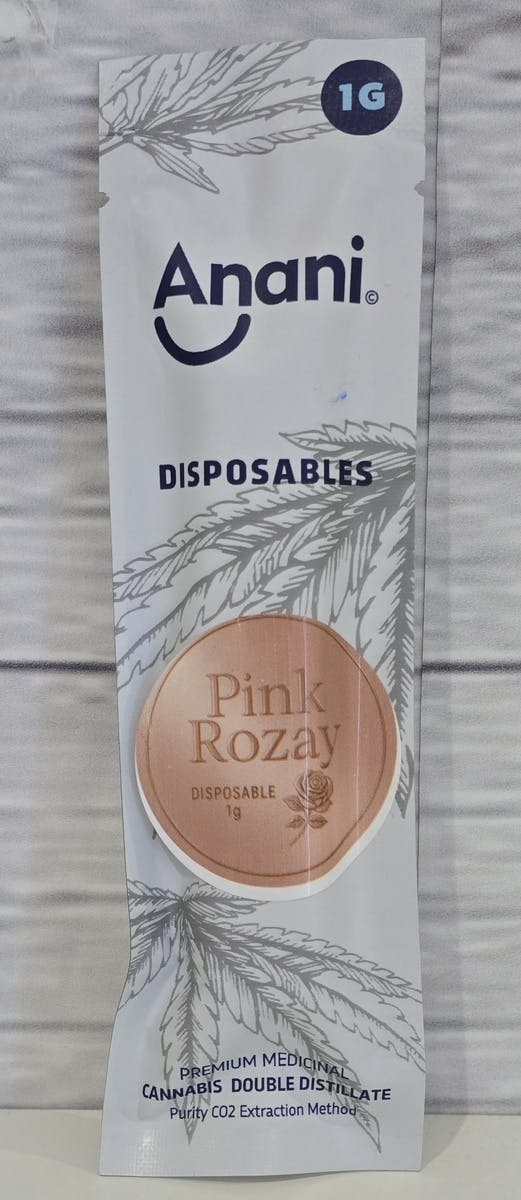 1G
Anani©
DISPOSABLES
Pink
Rozay
DISPOSABLE
1g
PREMIUM MEDICINAL
CANNABIS DOUBLE DISTILLATE
Purity CO2 Extraction Method